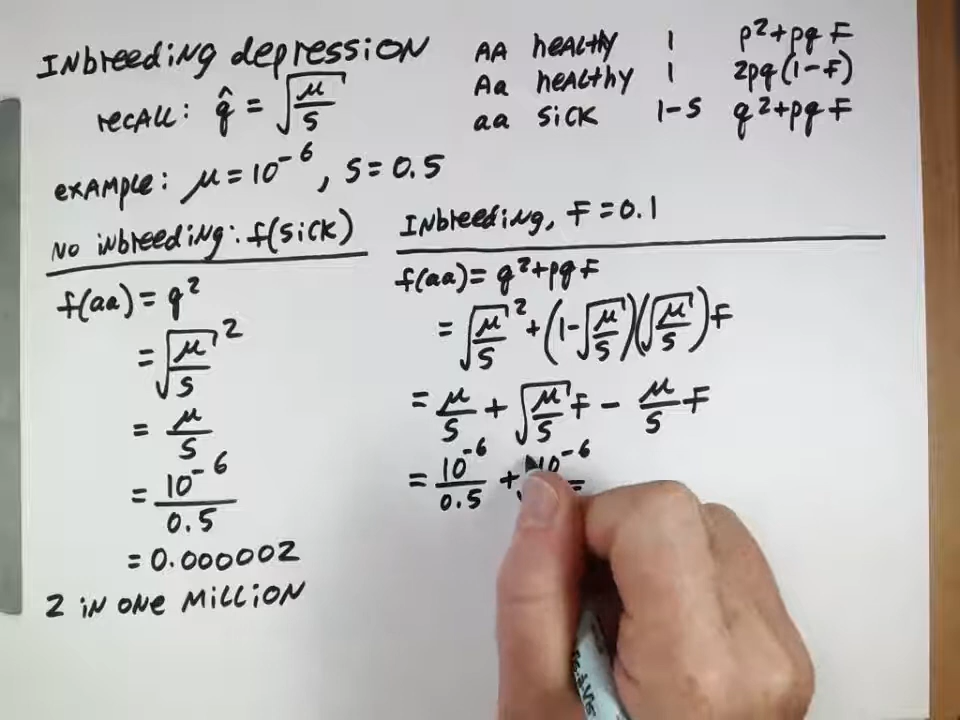 INbreeding depression
recall: q̂ = √(μ/s)
AA healthy 1 p²+pqF
Aa healthy 1 2pq(1-F)
aa sick 1-s q²+pqF
example: μ=10⁻⁶, s=0.5
No inbreeding: f(sick)
f(aa)= q²
= √(μ/s)²
= μ/s
= 10⁻⁶/0.5
= 0.000002
2 in one million
Inbreeding, F=0.1
f(aa)= q²+pqF
= √(μ/s)² + (1-√(μ/s))(√(μ/s))F
= μ/s + √(μ/s)F - μ/s F
= 10⁻⁶/0.5 + √10⁻⁶